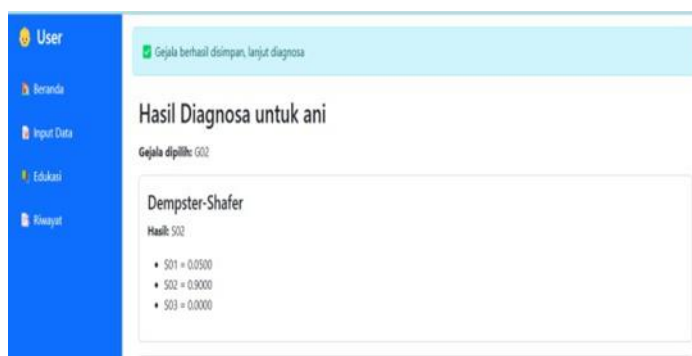 User
Beranda
Input Data
Edukasi
Riwayat
Gejala berhasil disimpan, lanjut diagnosa
Hasil Diagnosa untuk ani
Gejala dipilih: G02
Dempster-Shafer
Hasil: S02
S01 = 0.0500
S02 = 0.9000
S03 = 0.0000